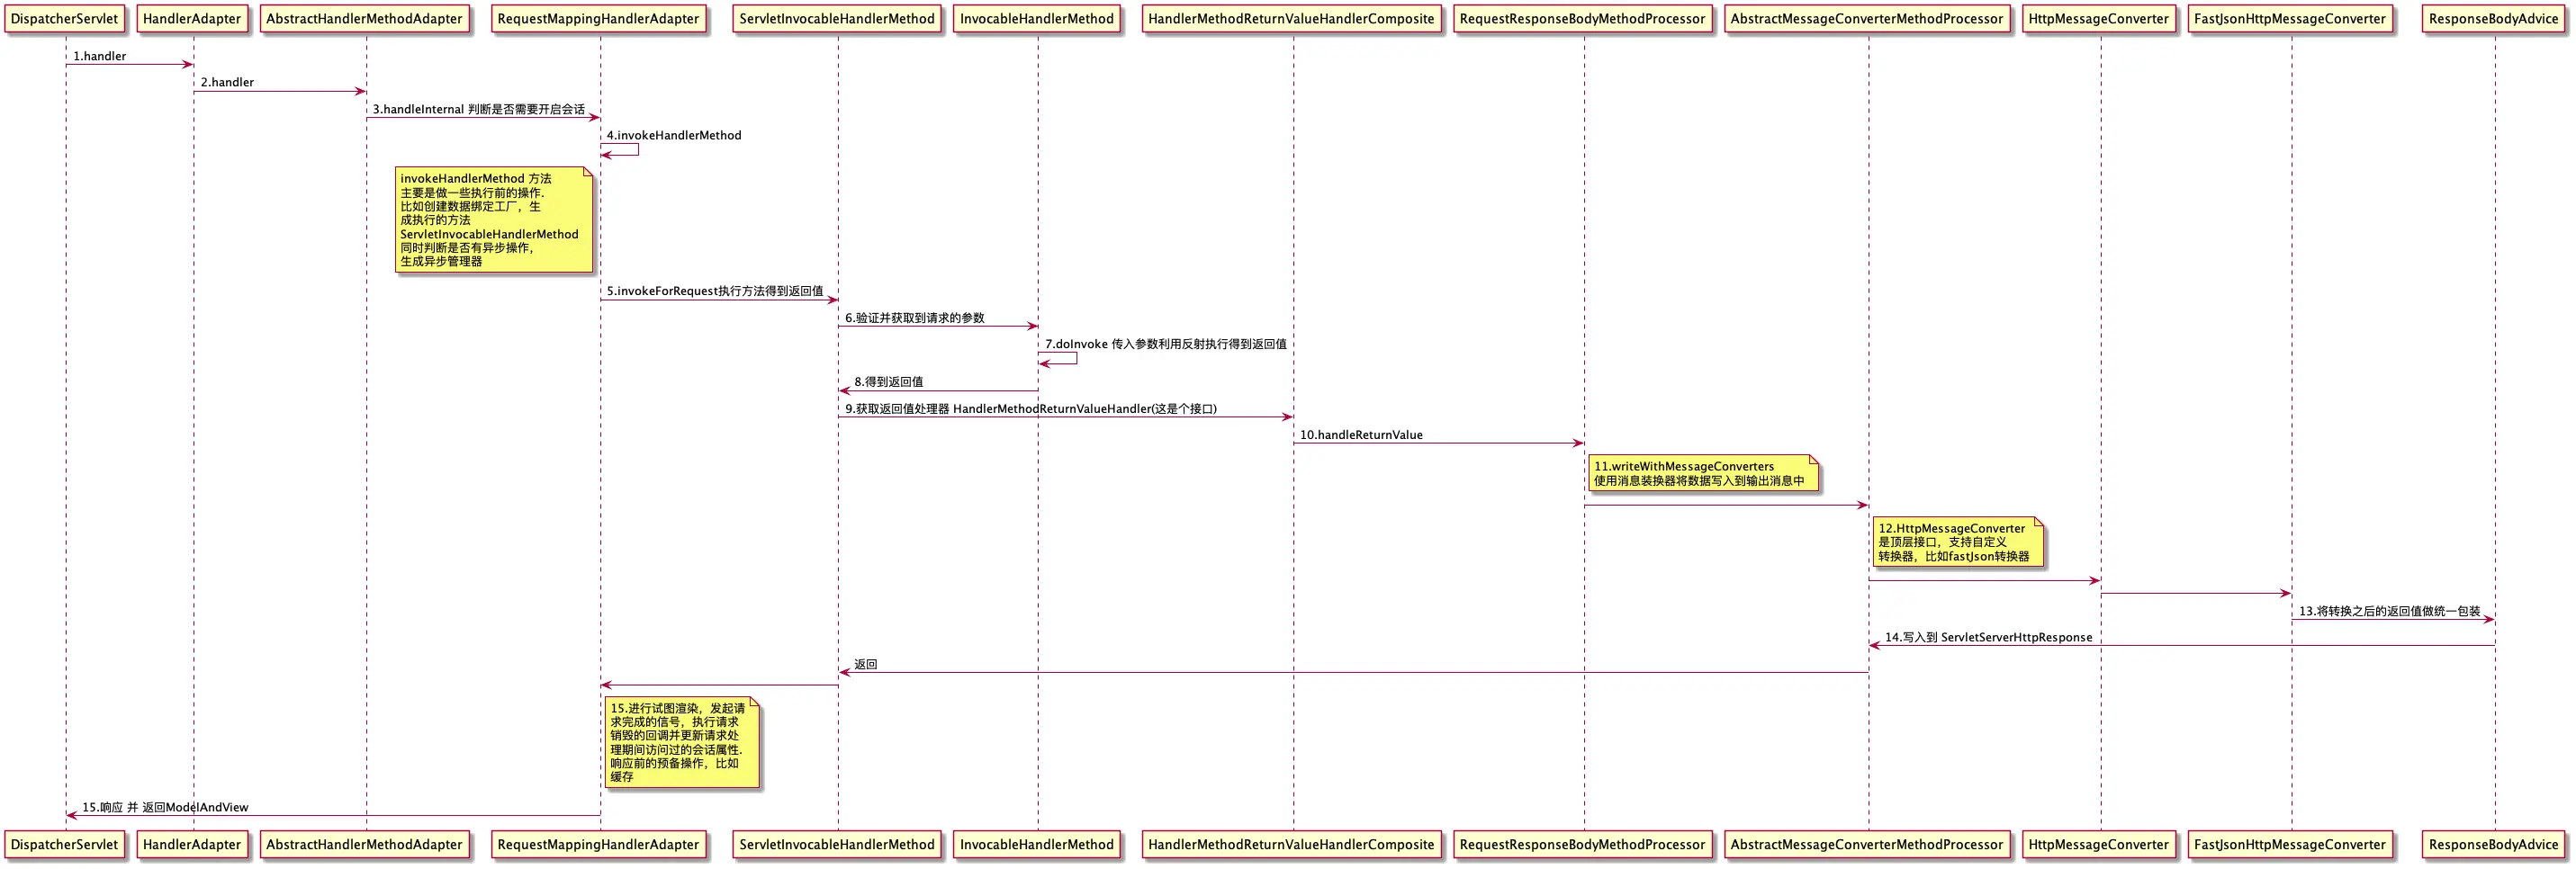 DispatcherServlet
HandlerAdapter
AbstractHandlerMethodAdapter
RequestMappingHandlerAdapter
ServletInvocableHandlerMethod
InvocableHandlerMethod
HandlerMethodReturnValueHandlerComposite
RequestResponseBodyMethodProcessor
AbstractMessageConverterMethodProcessor
HttpMessageConverter
FastJsonHttpMessageConverter
ResponseBodyAdvice
1.handler
2.handler
3.handleInternal 判断是否需要开启会话
4.invokeHandlerMethod
invokeHandlerMethod 方法
主要是做一些执行前的操作.
比如创建数据绑定工厂，生
成执行的方法
ServletInvocableHandlerMethod
同时判断是否有异步操作，
生成异步管理器
5.invokeForRequest执行方法得到返回值
6.验证并获取到请求的参数
7.doInvoke 传入参数利用反射执行得到返回值
8.得到返回值
9.获取返回值处理器 HandlerMethodReturnValueHandler(这是个接口)
10.handleReturnValue
11.writeWithMessageConverters
使用消息装换器将数据写入到输出消息中
12.HttpMessageConverter
是顶层接口，支持自定义
转换器，比如fastJson转换器
13.将转换之后的返回值做统一包装
14.写入到 ServletServerHttpResponse
返回
15.进行试图渲染，发起请
求完成的信号，执行请求
销毁的回调并更新请求处
理期间访问过的会话属性.
响应前的预备操作，比如
缓存
15.响应 并 返回ModelAndView
DispatcherServlet
HandlerAdapter
AbstractHandlerMethodAdapter
RequestMappingHandlerAdapter
ServletInvocableHandlerMethod
InvocableHandlerMethod
HandlerMethodReturnValueHandlerComposite
RequestResponseBodyMethodProcessor
AbstractMessageConverterMethodProcessor
HttpMessageConverter
FastJsonHttpMessageConverter
ResponseBodyAdvice